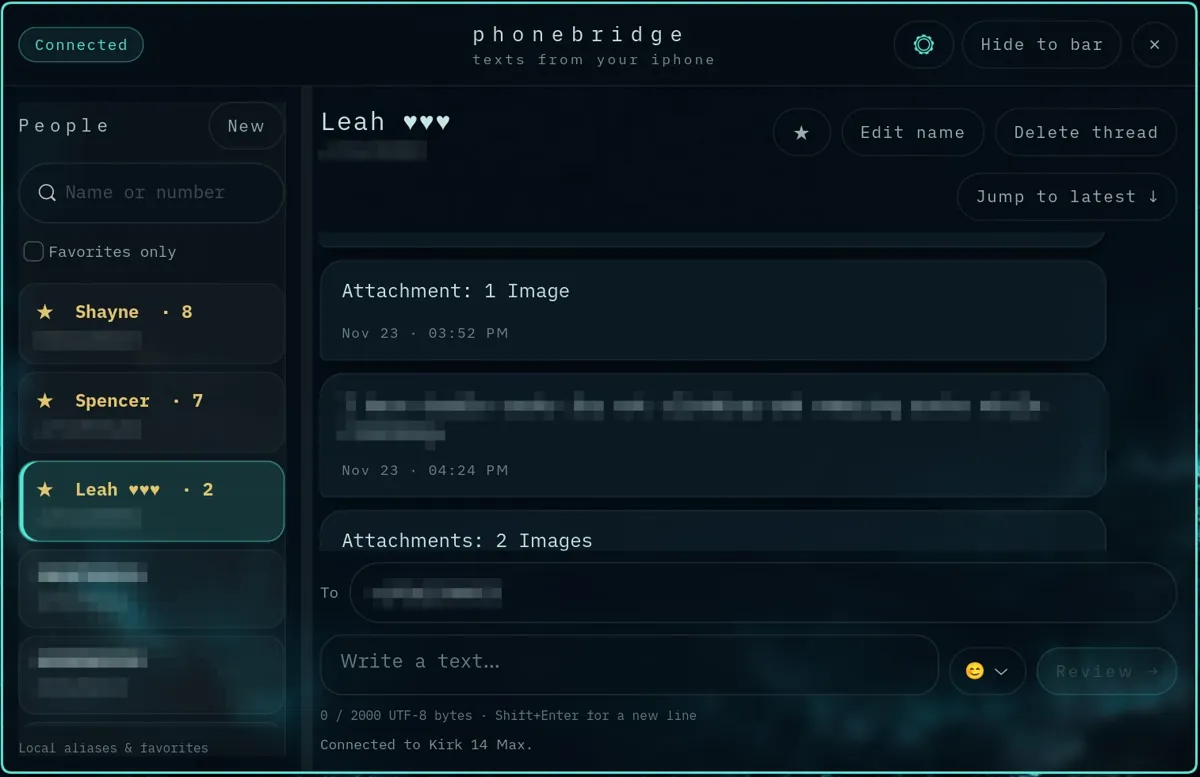 Connected
phonebridge
texts from your iphone
Hide to bar
×
People
New
Name or number
Favorites only
★ Shayne · 8
★ Spencer · 7
★ Leah ♥♥♥ · 2
Local aliases & favorites
Leah ♥♥♥
★
Edit name
Delete thread
Jump to latest ↓
Attachment: 1 Image
Nov 23 · 03:52 PM
Nov 23 · 04:24 PM
Attachments: 2 Images
To
Write a text...
😊
Review →
0 / 2000 UTF-8 bytes · Shift+Enter for a new line
Connected to Kirk 14 Max.